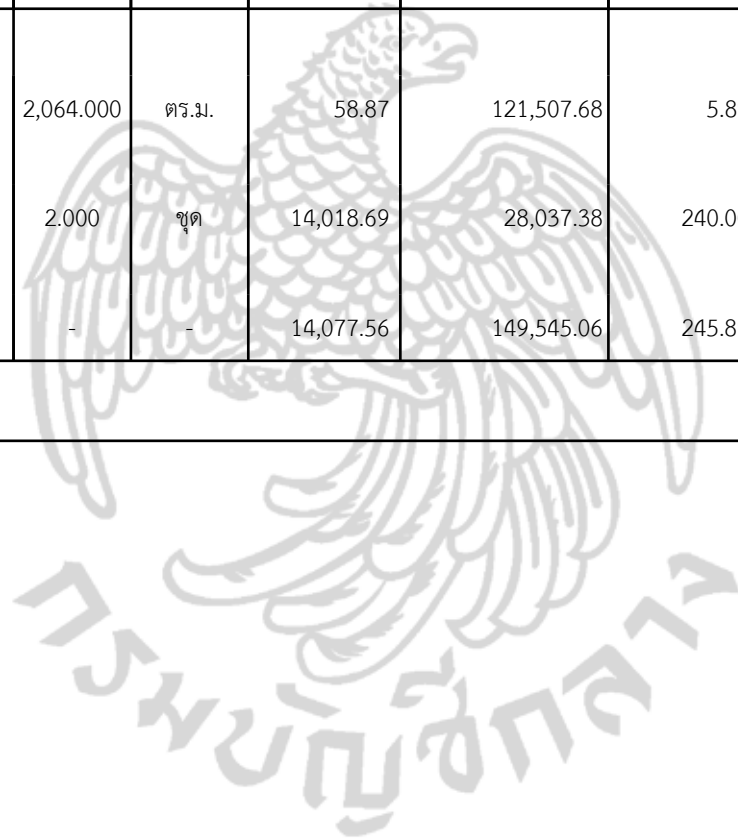 2,064.000 ตร.ม. 58.87 121,507.68 5.8
2.000 ชุด 14,018.69 28,037.38 240.0
- - 14,077.56 149,545.06 245.8
กรมบัญชีกลาง